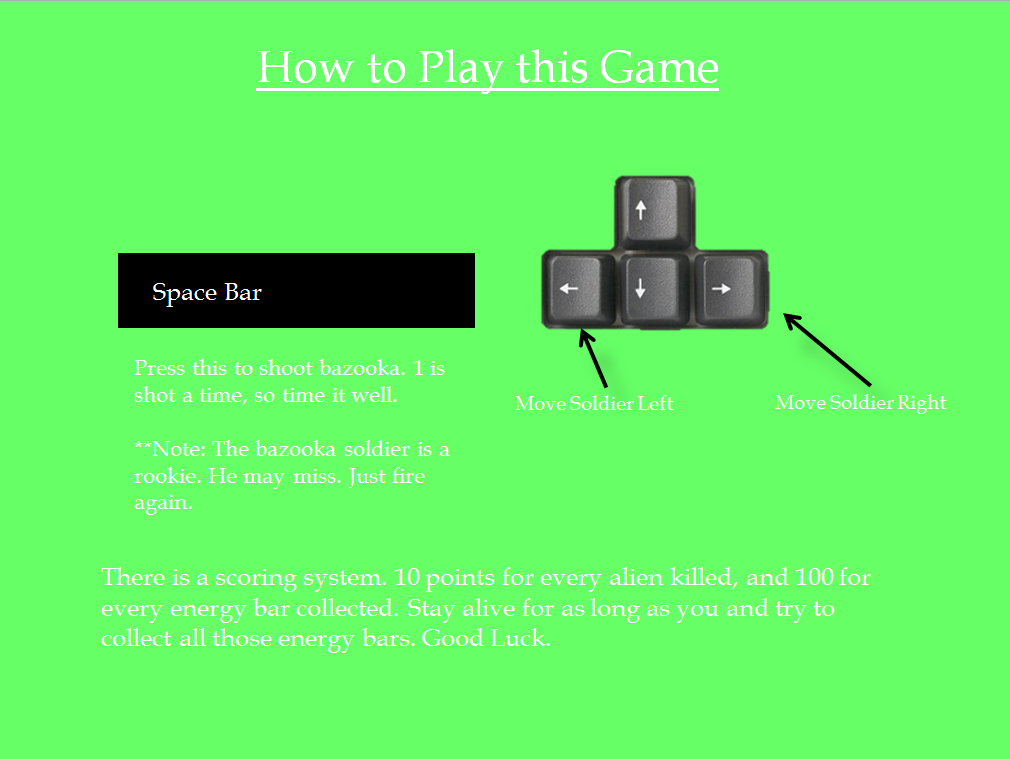 How to Play this Game
Space Bar
Press this to shoot bazooka. 1 is
shot a time, so time it well.
**Note: The bazooka soldier is a
rookie. He may miss. Just fire
again.
↑
← ↓ →
Move Soldier Left
Move Soldier Right
There is a scoring system. 10 points for every alien killed, and 100 for
every energy bar collected. Stay alive for as long as you and try to
collect all those energy bars. Good Luck.